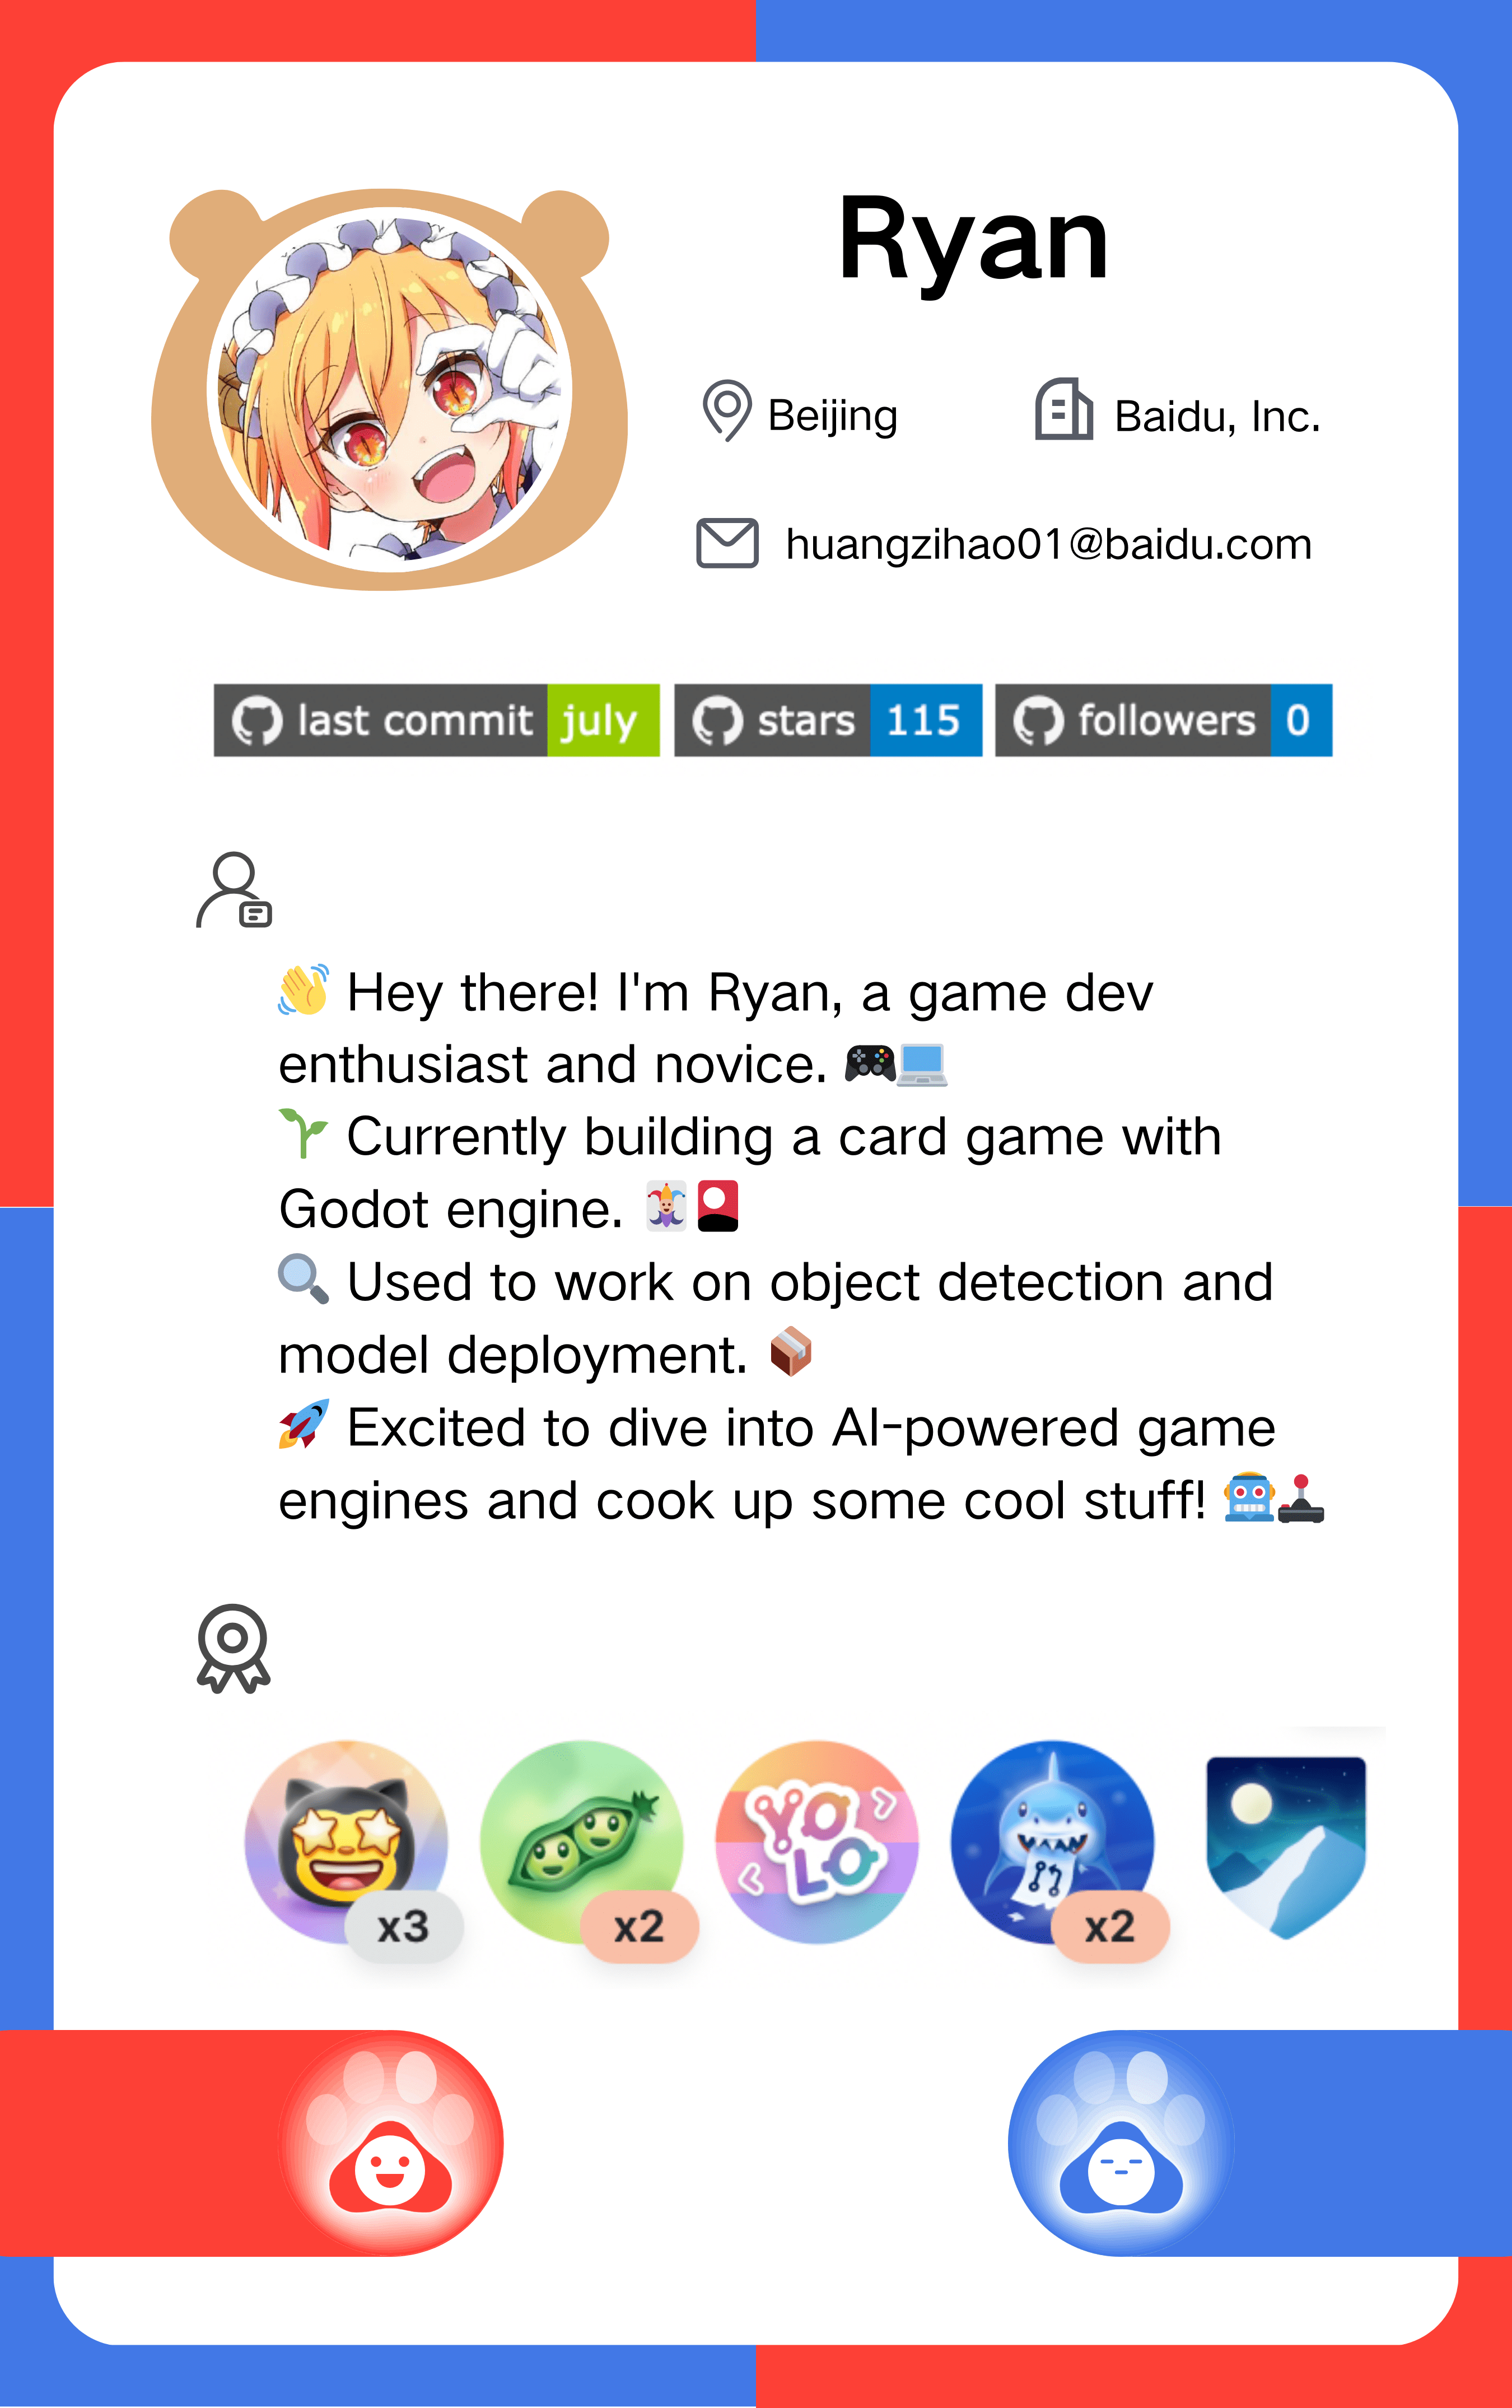 Ryan
Beijing
Baidu, Inc.
huangzihao01@baidu.com
last commit july
stars 115
followers 0
👋 Hey there! I'm Ryan, a game dev
enthusiast and novice. 🎮💻
🌱 Currently building a card game with
Godot engine. 🃏🎴
🔍 Used to work on object detection and
model deployment. 📦
🚀 Excited to dive into AI-powered game
engines and cook up some cool stuff! 🤖🕹️
YOLO
x3
x2
x2